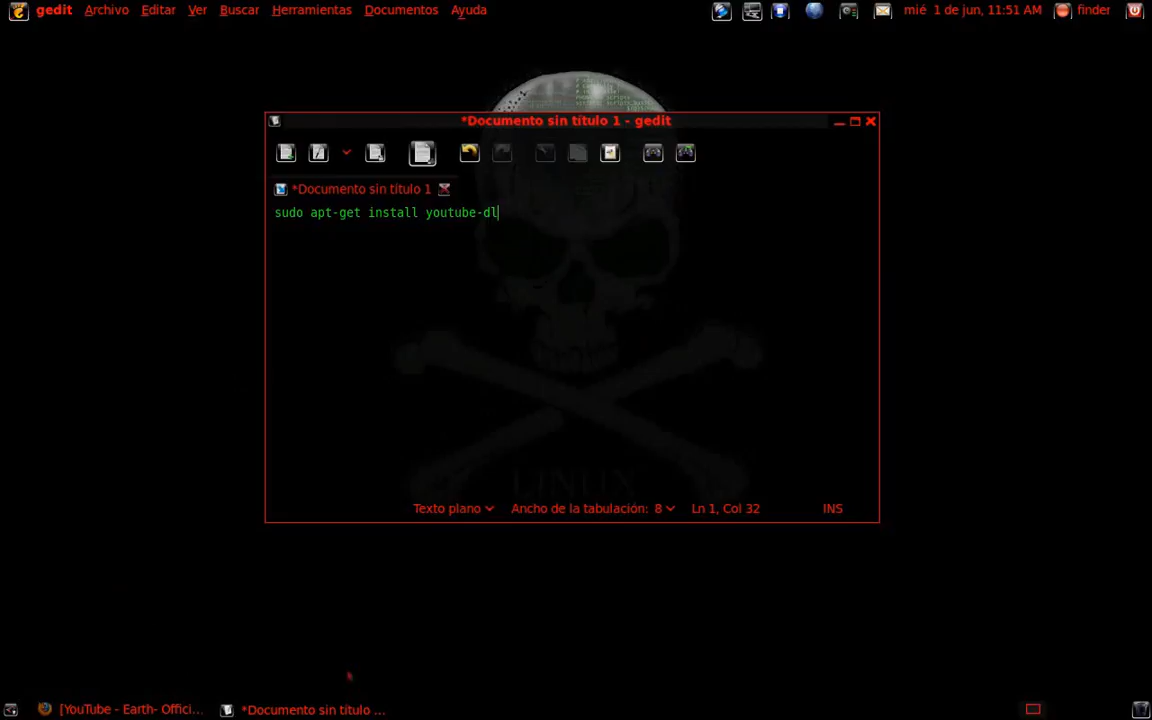 gedit Archivo Editar Ver Buscar Herramientas Documentos Ayuda mié 1 de jun, 11:51 AM finder
*Documento sin título 1 - gedit
*Documento sin título 1
sudo apt-get install youtube-dl
LINUX
Texto plano Ancho de la tabulación: 8 Ln 1, Col 32 INS
[YouTube - Earth- Offici... *Documento sin título ...